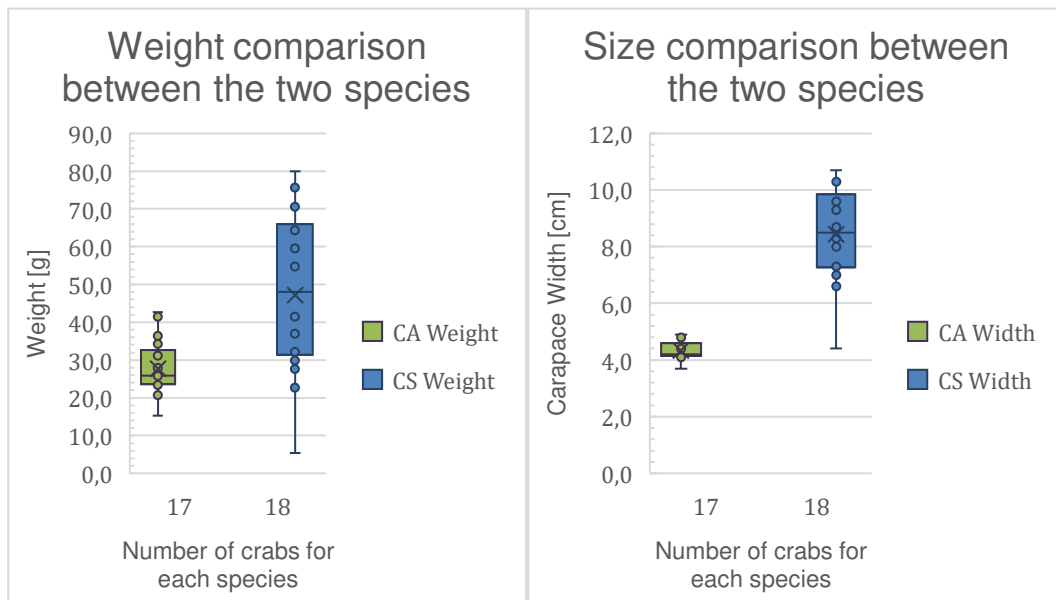 Weight comparison
between the two species
90,0
80,0
70,0
60,0
50,0
40,0
30,0
20,0
10,0
0,0
Weight [g]
17 18
Number of crabs for
each species
CA Weight
CS Weight
Size comparison between
the two species
12,0
10,0
8,0
6,0
4,0
2,0
0,0
Carapace Width [cm]
17 18
Number of crabs for
each species
CA Width
CS Width